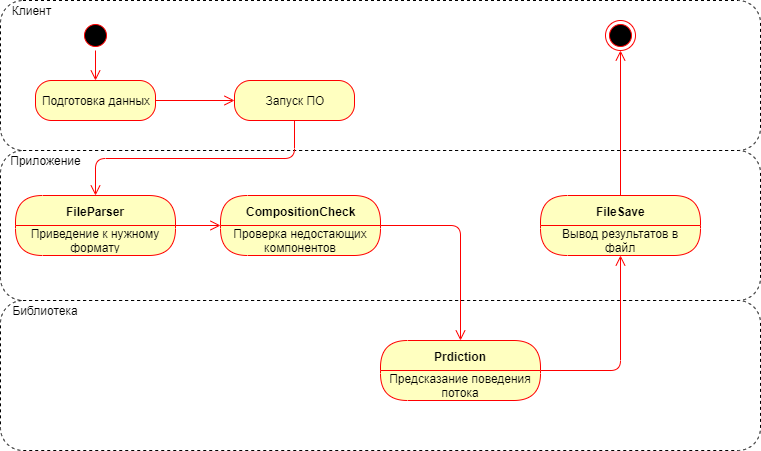 Клиент
Подготовка данных
Запуск ПО
Приложение
FileParser
Приведение к нужному
формату
CompositionCheck
Проверка недостающих
компонентов
FileSave
Вывод результатов в
файл
Библиотека
Prdiction
Предсказание поведения
потока